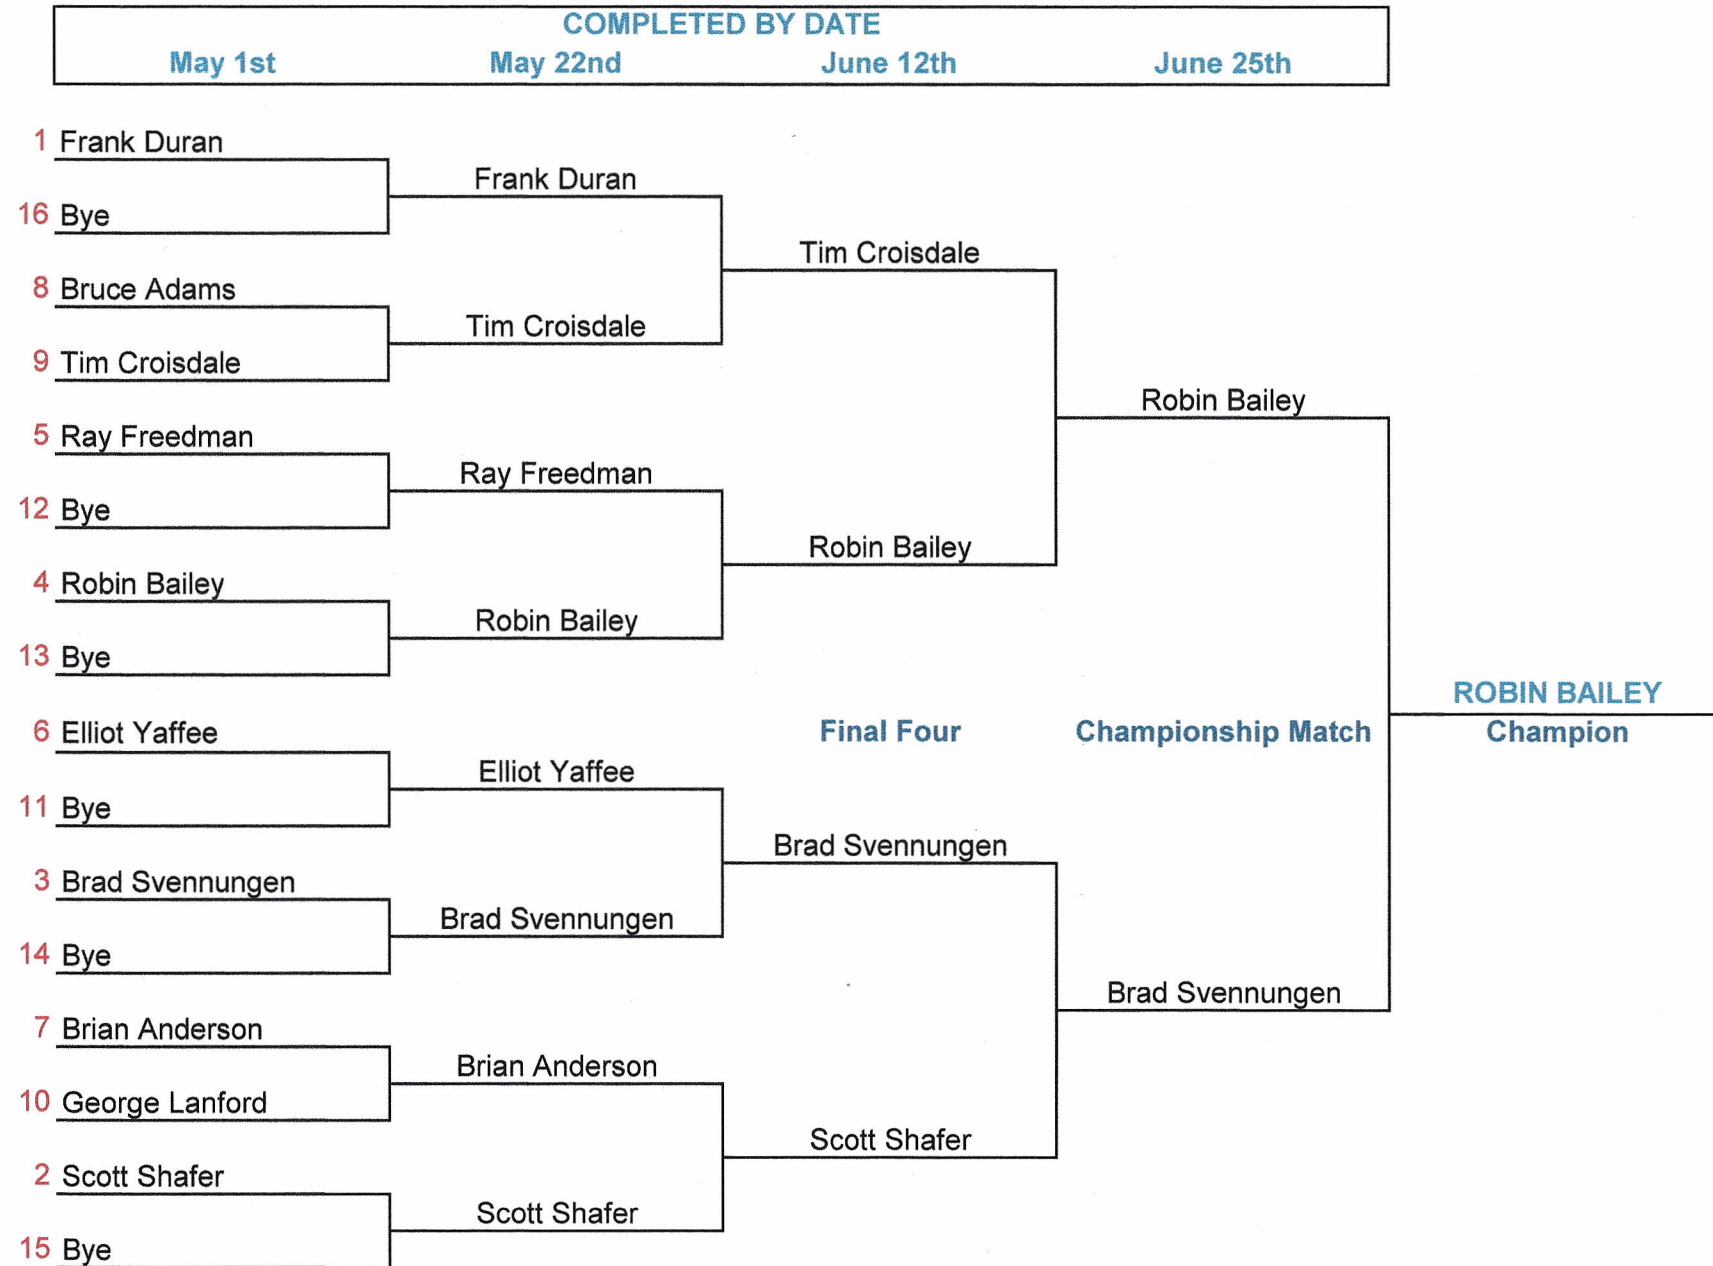 COMPLETED BY DATE
May 1st May 22nd June 12th June 25th
1 Frank Duran
Frank Duran
16 Bye
Tim Croisdale
8 Bruce Adams
Tim Croisdale
9 Tim Croisdale
Robin Bailey
5 Ray Freedman
Ray Freedman
12 Bye
Robin Bailey
4 Robin Bailey
Robin Bailey
13 Bye
ROBIN BAILEY
6 Elliot Yaffee Final Four Championship Match Champion
Elliot Yaffee
11 Bye
Brad Svennungen
3 Brad Svennungen
Brad Svennungen
14 Bye
Brad Svennungen
7 Brian Anderson
Brian Anderson
10 George Lanford
Scott Shafer
2 Scott Shafer
Scott Shafer
15 Bye